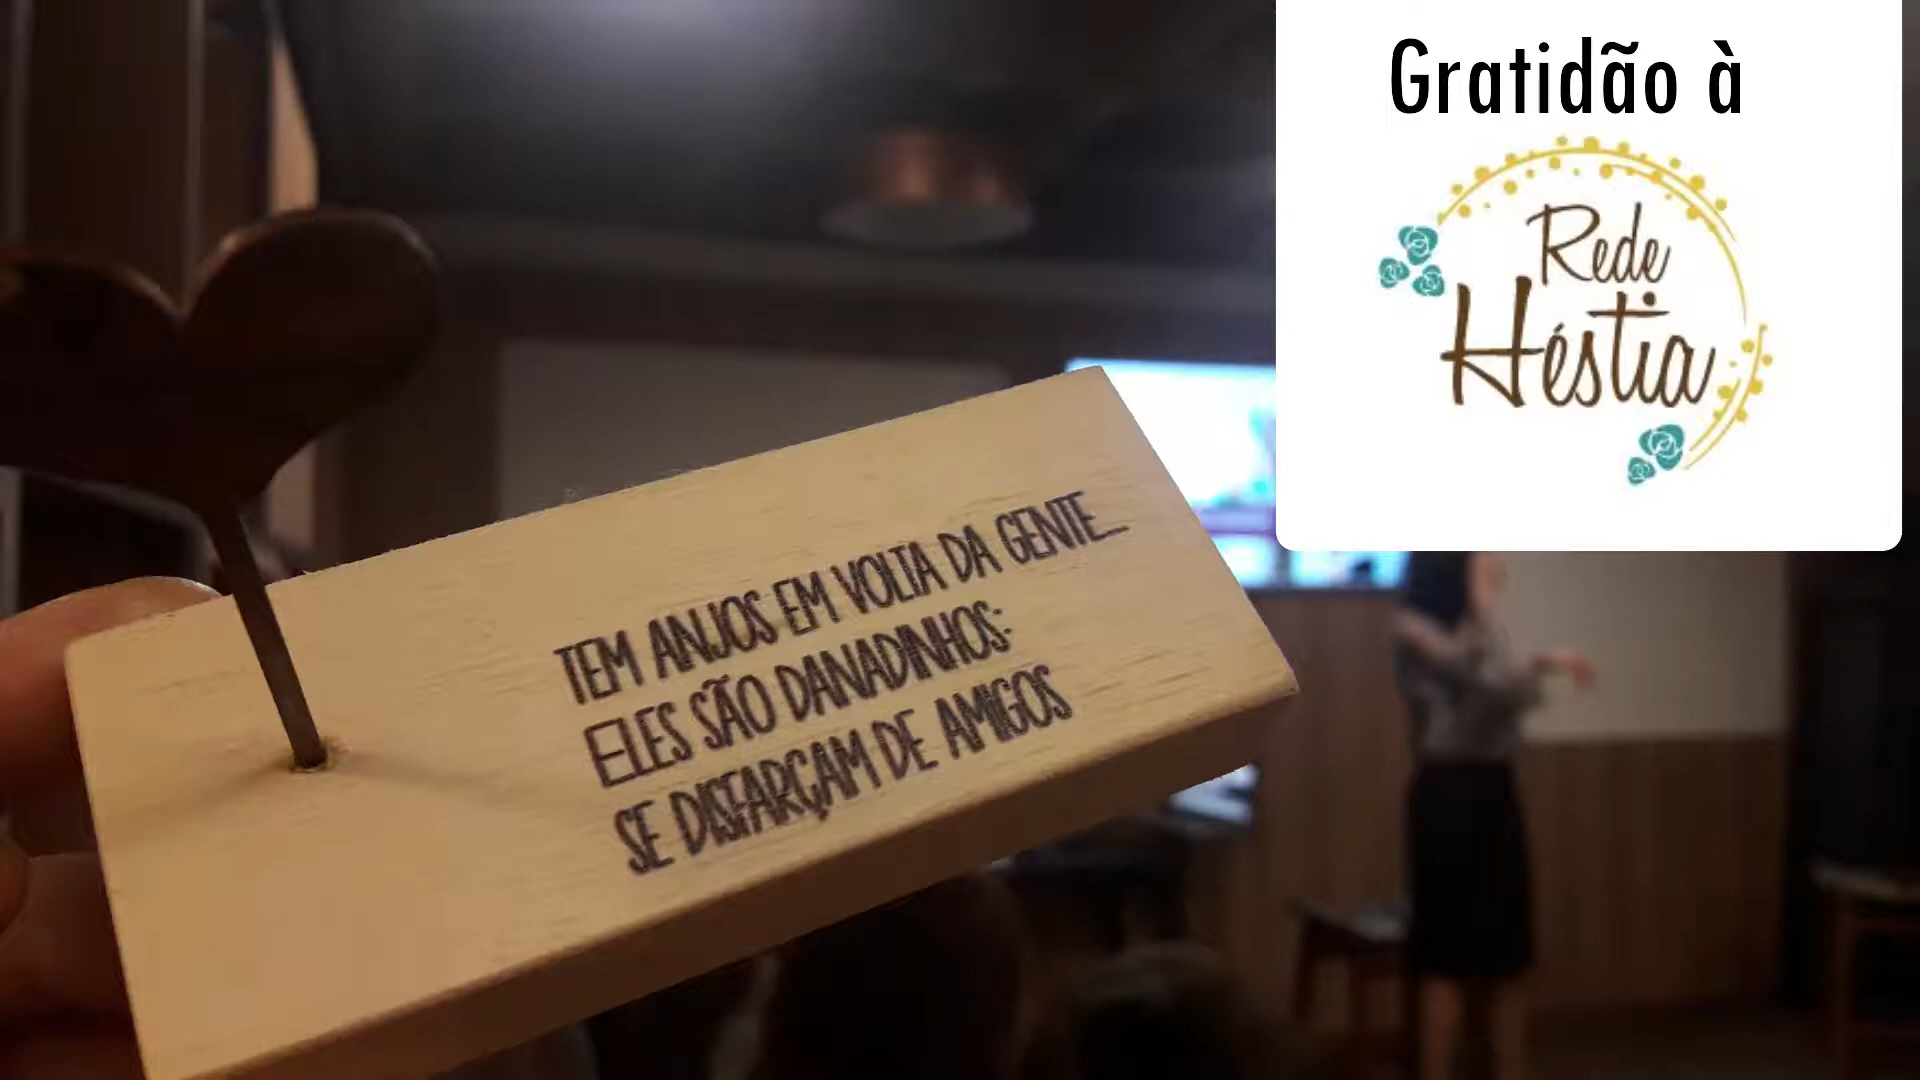 Gratidão à
Rede
Héstia
TEM ANJOS EM VOLTA DA GENTE...
ELES SÃO DANADINHOS:
SE DISFARÇAM DE AMIGOS